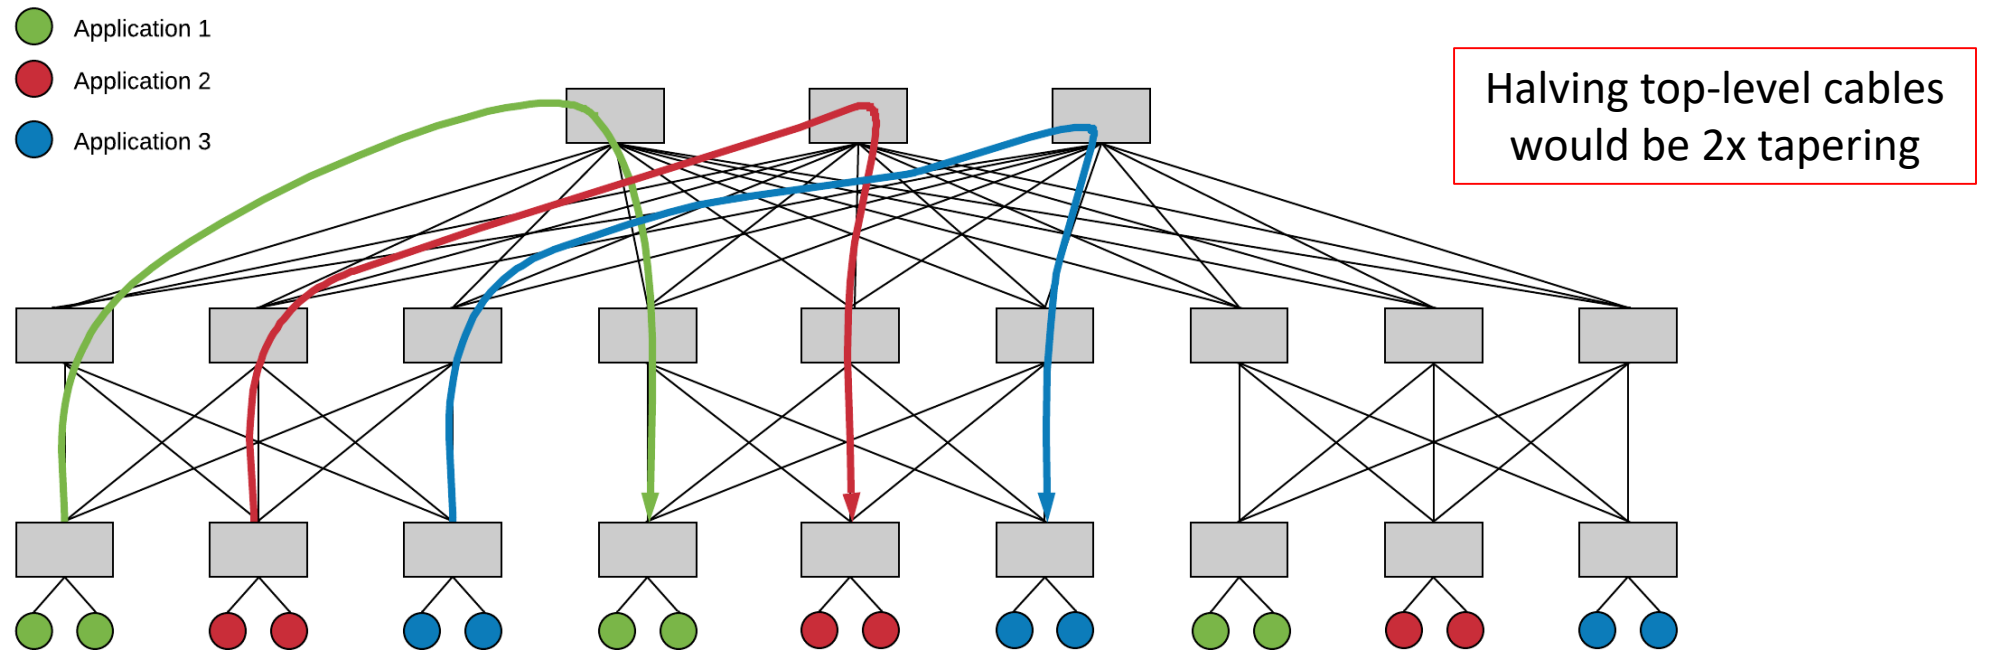 Application 1
Application 2
Application 3
Halving top-level cables
would be 2x tapering